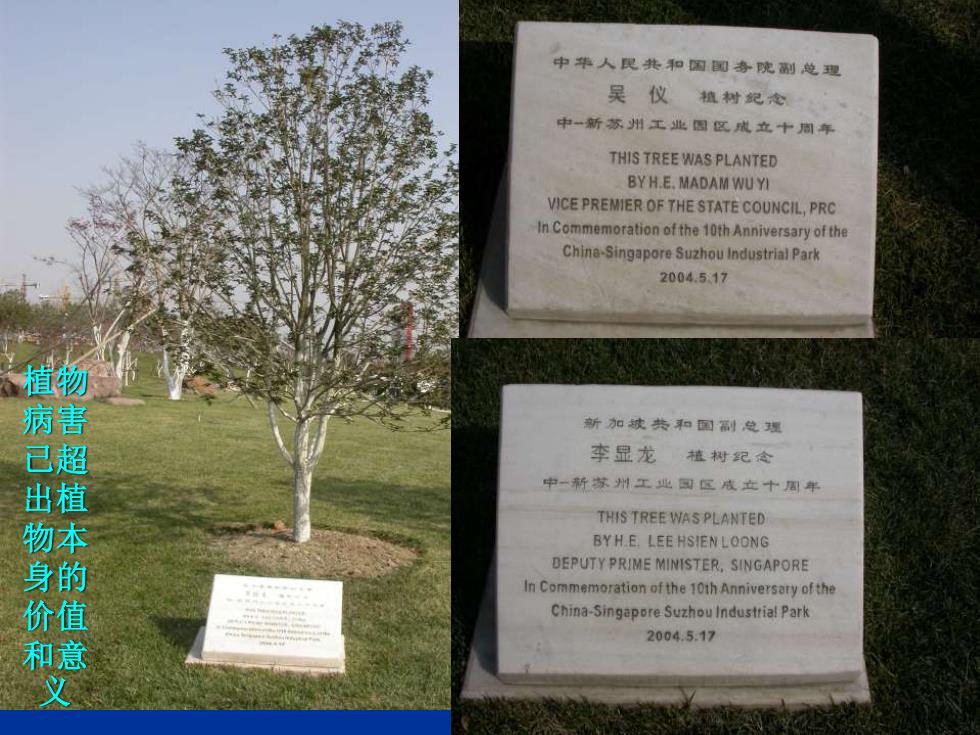 植物
病害
已超
出植
物本
身的
价值
和意
义
中华人民共和国国务院副总理
吴 仪 植树纪念
中-新苏州工业园区成立十周年
THIS TREE WAS PLANTED
BY H.E. MADAM WU YI
VICE PREMIER OF THE STATE COUNCIL, PRC
In Commemoration of the 10th Anniversary of the
China-Singapore Suzhou Industrial Park
2004.5.17
新加坡共和国副总理
李显龙 植树纪念
中-新苏州工业园区成立十周年
THIS TREE WAS PLANTED
BY H.E. LEE HSIEN LOONG
DEPUTY PRIME MINISTER, SINGAPORE
In Commemoration of the 10th Anniversary of the
China-Singapore Suzhou Industrial Park
2004.5.17